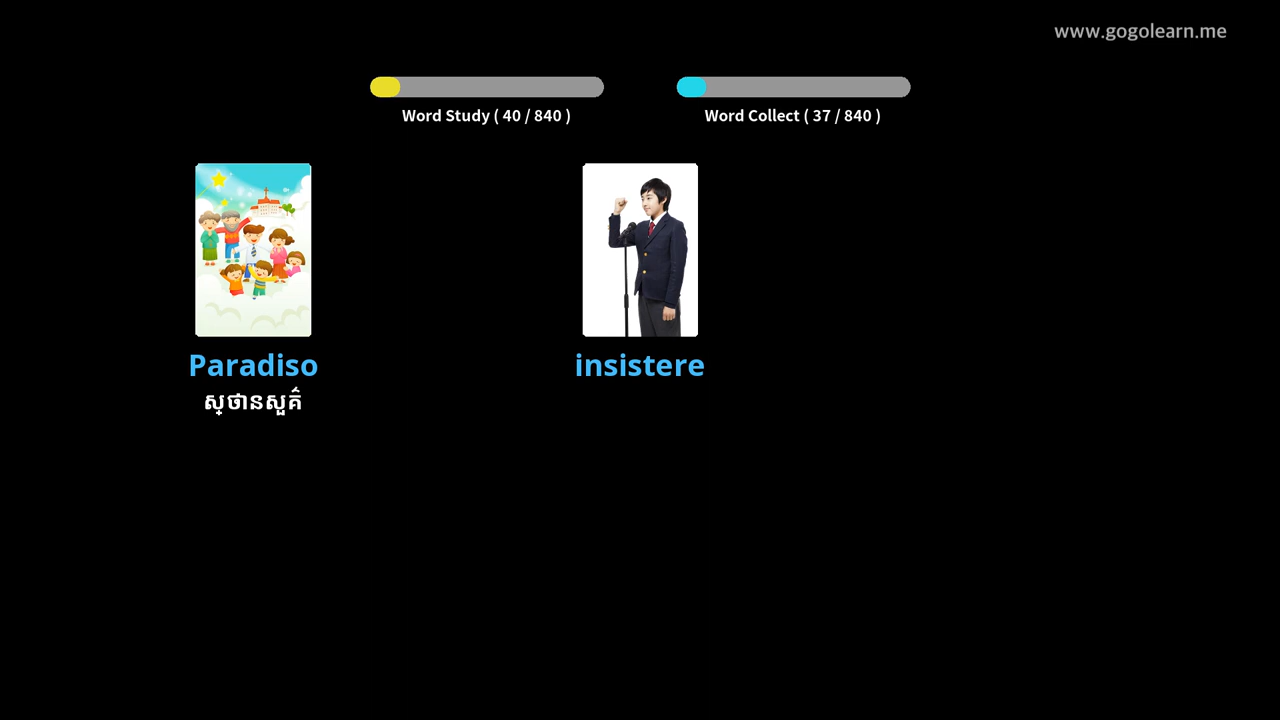 www.gogolearn.me
Word Study ( 40 / 840 )
Word Collect ( 37 / 840 )
Paradiso
insistere
ស្ថានសួគ៌